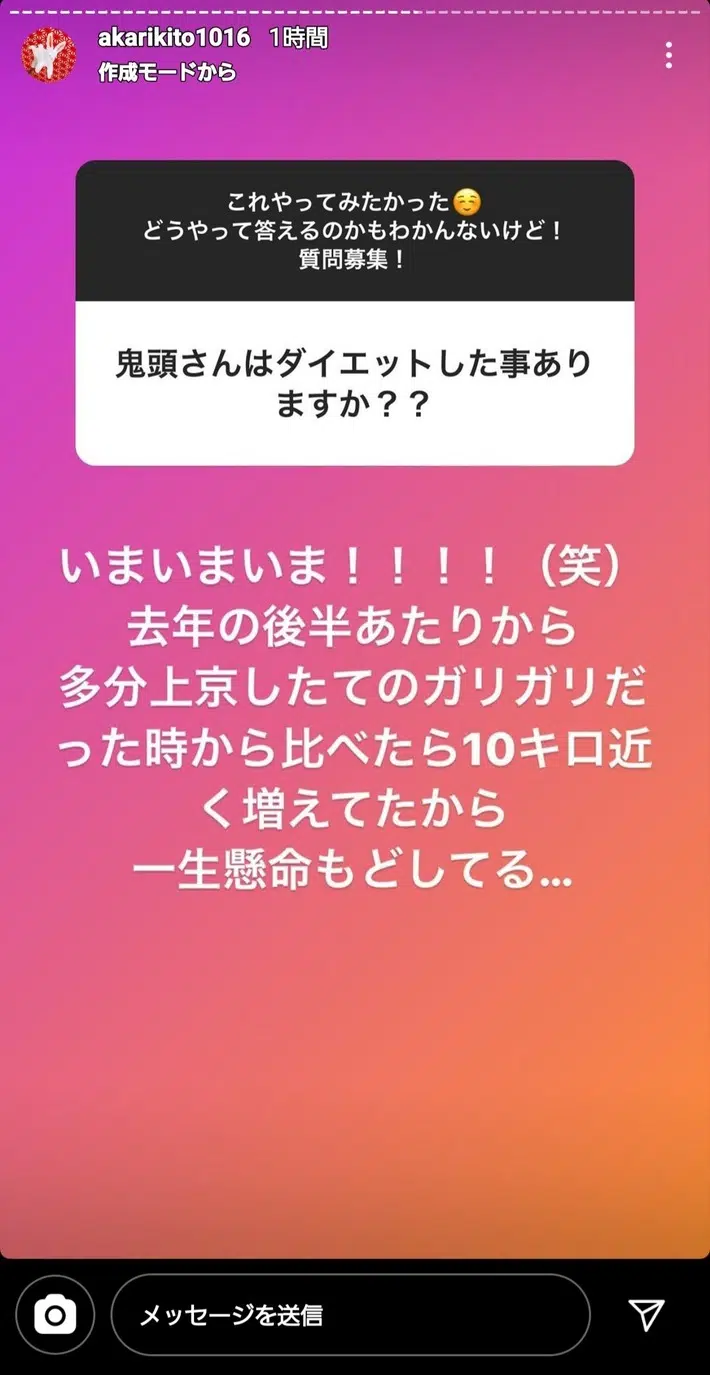 akarikito1016 1時間
作成モードから
これやってみたかった☺️
どうやって答えるのかもわかんないけど！
質問募集！
鬼頭さんはダイエットした事あり
ますか？？
いまいまいま！！！！（笑）
去年の後半あたりから
多分上京したてのガリガリだ
った時から比べたら10キロ近
く増えてたから
一生懸命もどしてる...
メッセージを送信